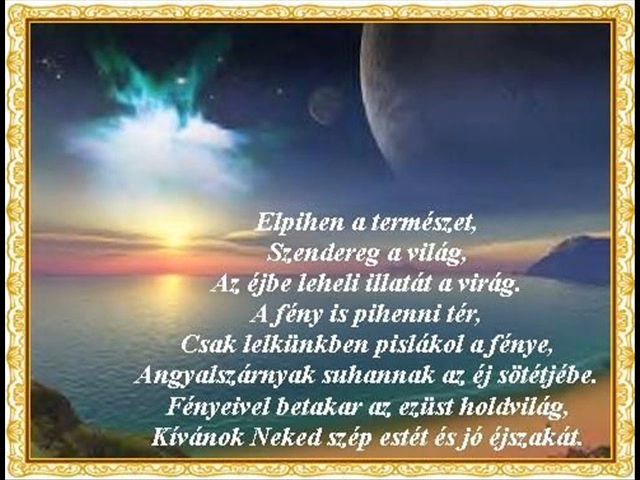 Elpihen a természet,
Szendereg a világ,
Az éjbe leheli illatát a virág.
A fény is pihenni tér,
Csak lelkünkben pislákol a fénye,
Angyalszárnyak suhannak az éj sötétjébe.
Fényeivel betakar az ezüst holdvilág,
Kívánok Neked szép estét és jó éjszakát.